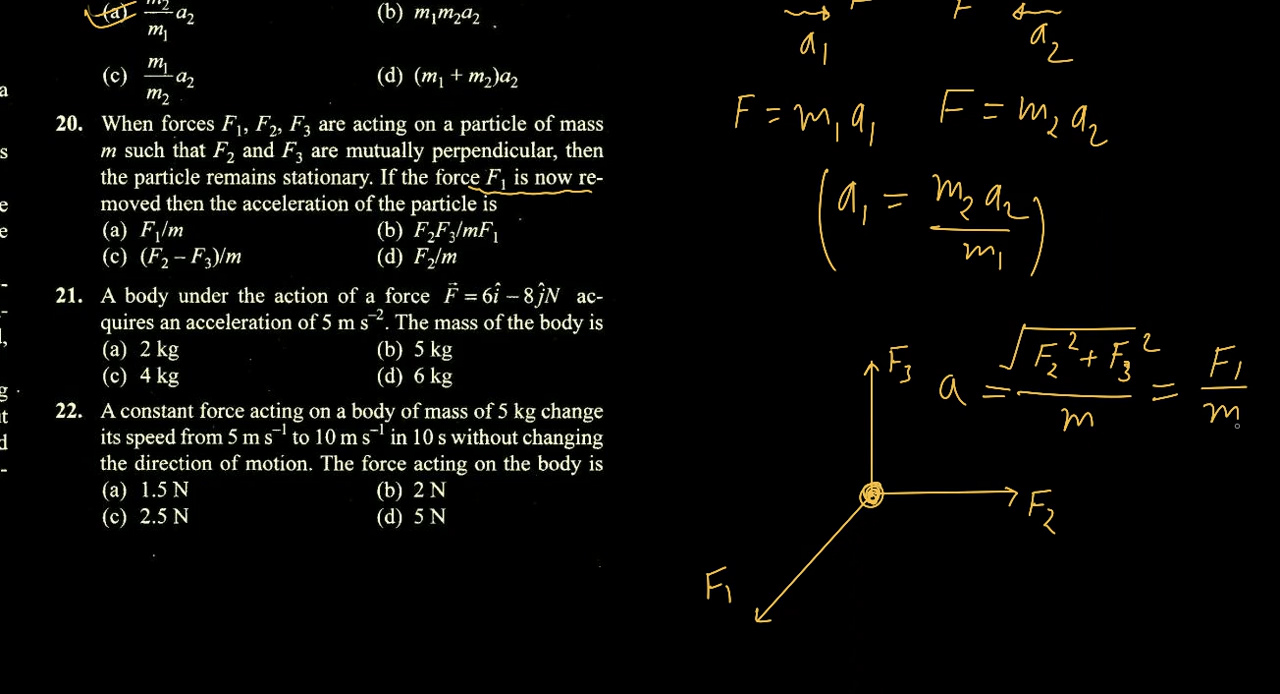 (a) m₂/m₁ a₂ (b) m₁m₂a₂
(c) m₁/m₂ a₂ (d) (m₁ + m₂)a₂
20. When forces F₁, F₂, F₃ are acting on a particle of mass
m such that F₂ and F₃ are mutually perpendicular, then
the particle remains stationary. If the force F₁ is now re-
moved then the acceleration of the particle is
(a) F₁/m (b) F₂F₃/mF₁
(c) (F₂ – F₃)/m (d) F₂/m
21. A body under the action of a force F⃗ = 6î – 8ĵN ac-
quires an acceleration of 5 m s⁻². The mass of the body is
(a) 2 kg (b) 5 kg
(c) 4 kg (d) 6 kg
22. A constant force acting on a body of mass of 5 kg change
its speed from 5 m s⁻¹ to 10 m s⁻¹ in 10 s without changing
the direction of motion. The force acting on the body is
(a) 1.5 N (b) 2 N
(c) 2.5 N (d) 5 N
a₁ a₂
F = m₁a₁ F = m₂a₂
(a₁ = m₂a₂/m₁)
F₃ a = √(F₂² + F₃²)/m = F₁/m
F₂
F₁